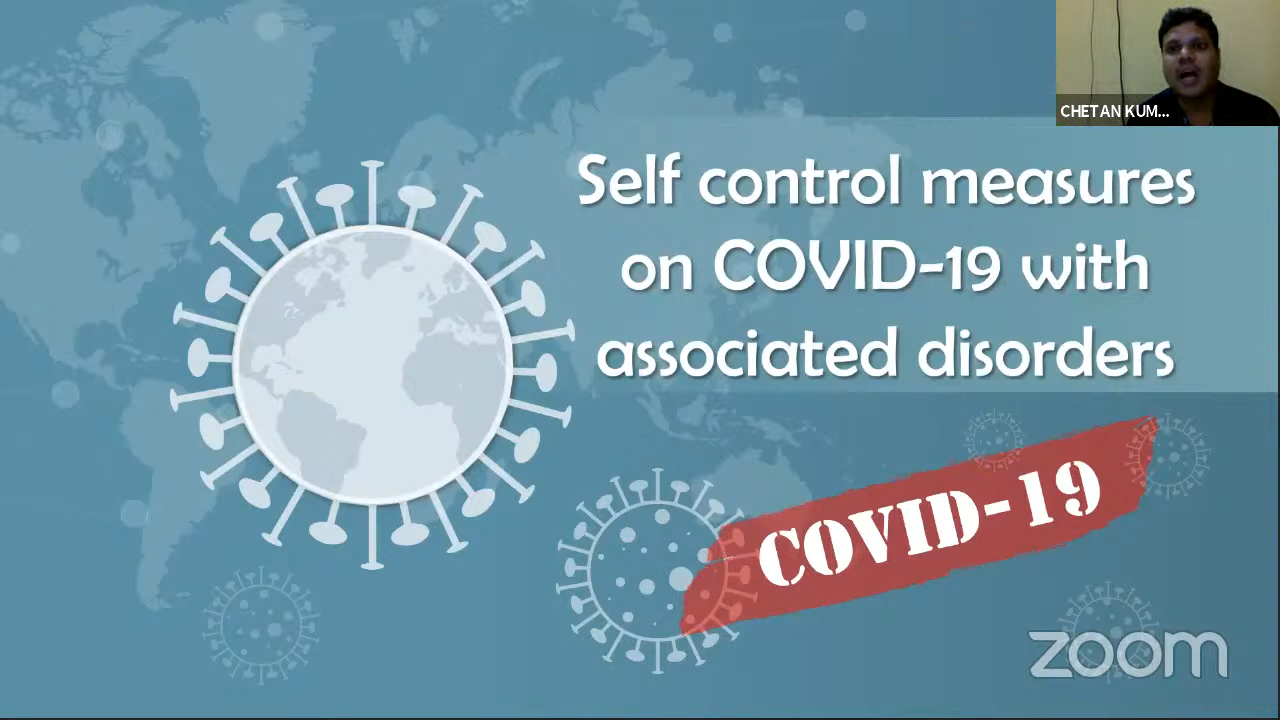 CHETAN KUM...
Self control measures
on COVID-19 with
associated disorders
COVID-19
zoom